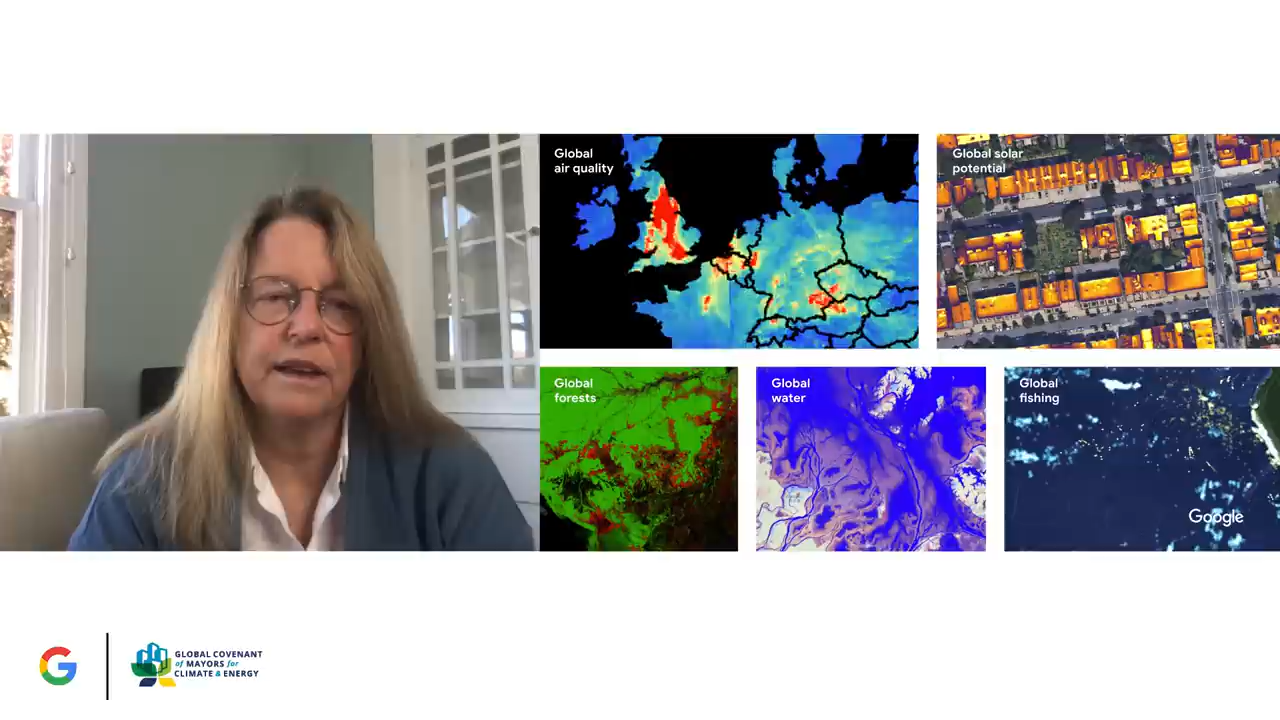 Global
air quality
Global solar
potential
Global
forests
Global
water
Global
fishing
Google
GLOBAL COVENANT
of MAYORS for
CLIMATE & ENERGY